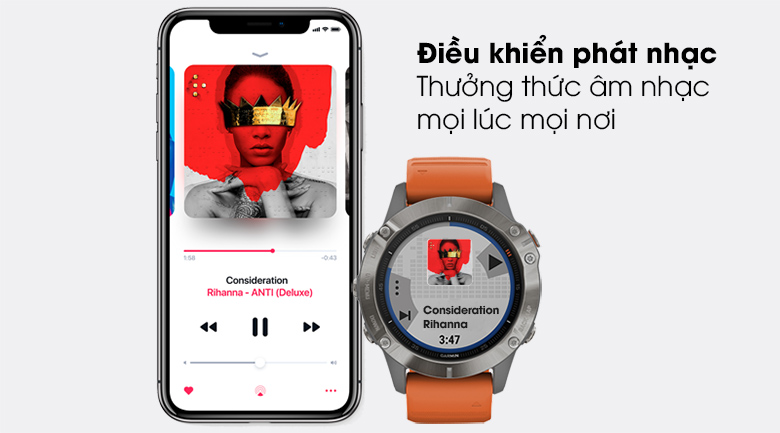 Điều khiển phát nhạc
Thưởng thức âm nhạc
mọi lúc mọi nơi
1:58
-0:43
Consideration
Rihanna - ANTI (Deluxe)
Consideration
Rihanna
3:47
GARMIN